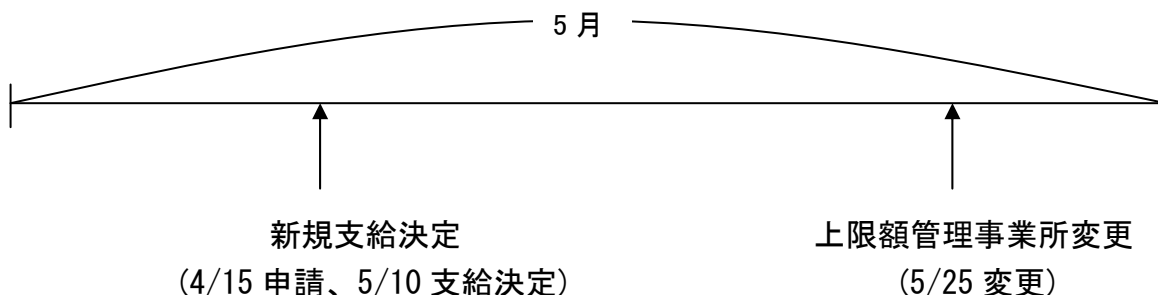 5月
新規支給決定
(4/15 申請、5/10 支給決定)
上限額管理事業所変更
(5/25 変更)